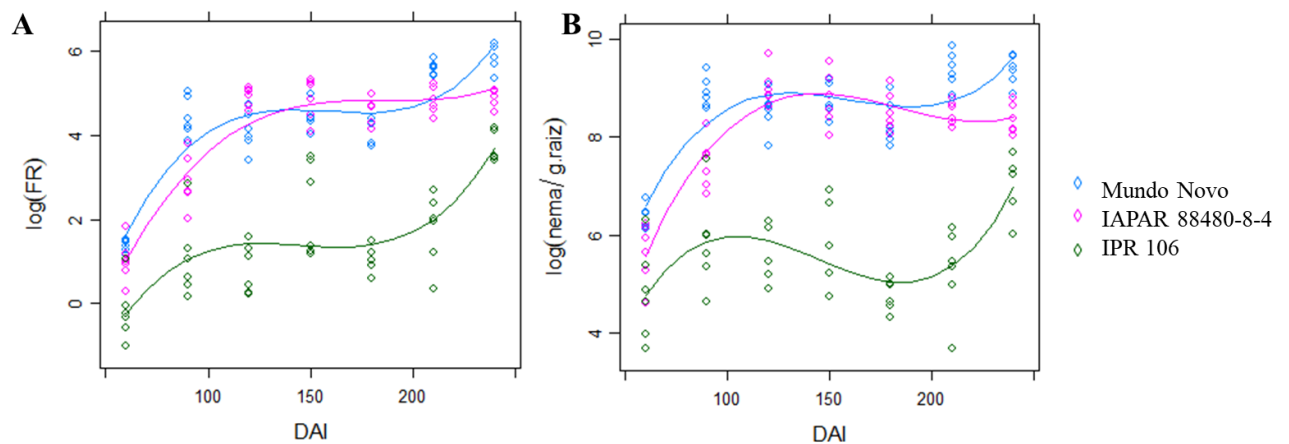 A
B
log(FR)
6
4
2
0
100
150
200
DAI
log(nema/ g.raiz)
10
8
6
4
100
150
200
DAI
Mundo Novo
IAPAR 88480-8-4
IPR 106